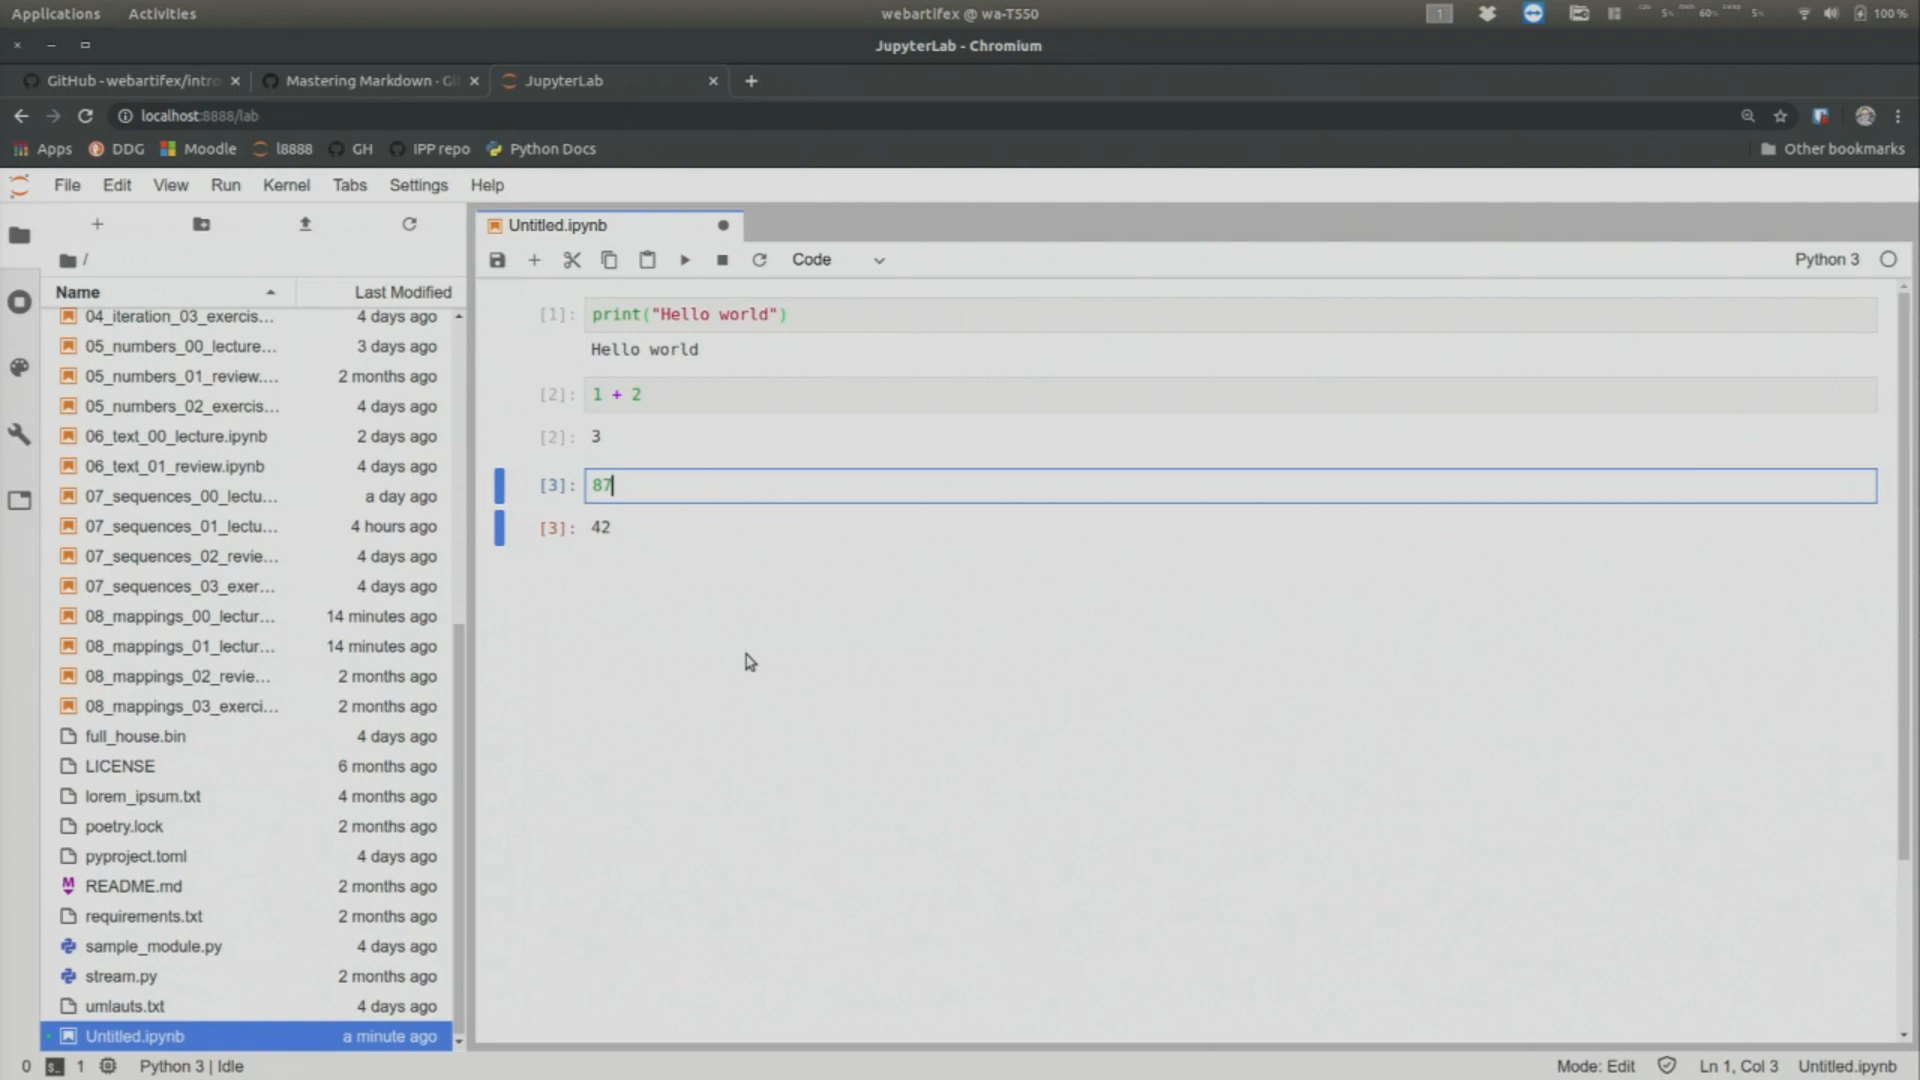 Applications Activities webartifex @ wa-T550 1 cpu 5% mem 60% swap 5% 100 %
JupyterLab - Chromium
GitHub - webartifex/intro Mastering Markdown - Gi JupyterLab
localhost:8888/lab
Apps DDG Moodle l8888 GH IPP repo Python Docs Other bookmarks
File Edit View Run Kernel Tabs Settings Help
Untitled.ipynb
/
Code Python 3
Name Last Modified
04_iteration_03_exercis... 4 days ago
05_numbers_00_lecture... 3 days ago
05_numbers_01_review.... 2 months ago
05_numbers_02_exercis... 4 days ago
06_text_00_lecture.ipynb 2 days ago
06_text_01_review.ipynb 4 days ago
07_sequences_00_lectu... a day ago
07_sequences_01_lectu... 4 hours ago
07_sequences_02_revie... 4 days ago
07_sequences_03_exer... 4 days ago
08_mappings_00_lectur... 14 minutes ago
08_mappings_01_lectur... 14 minutes ago
08_mappings_02_revie... 2 months ago
08_mappings_03_exerci... 2 months ago
full_house.bin 4 days ago
LICENSE 6 months ago
lorem_ipsum.txt 4 months ago
poetry.lock 2 months ago
pyproject.toml 4 days ago
README.md 2 months ago
requirements.txt 2 months ago
sample_module.py 4 days ago
stream.py 2 months ago
umlauts.txt 4 days ago
Untitled.ipynb a minute ago
[1]: print("Hello world")
Hello world
[2]: 1 + 2
[2]: 3
[3]: 87
[3]: 42
0 $_ 1 Python 3 | Idle Mode: Edit Ln 1, Col 3 Untitled.ipynb